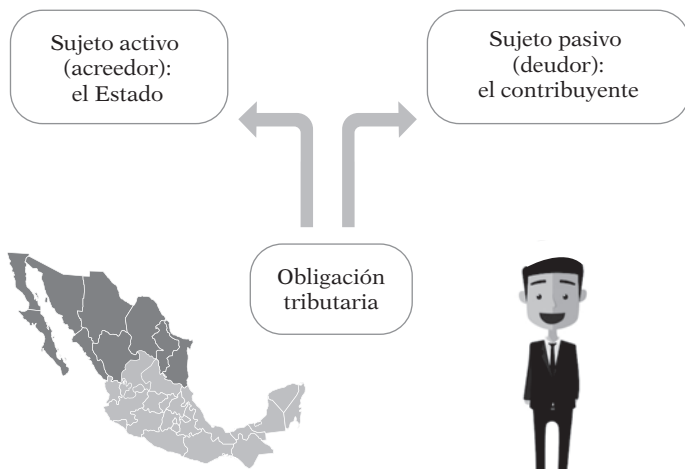 Sujeto activo
(acreedor):
el Estado
Sujeto pasivo
(deudor):
el contribuyente
Obligación
tributaria